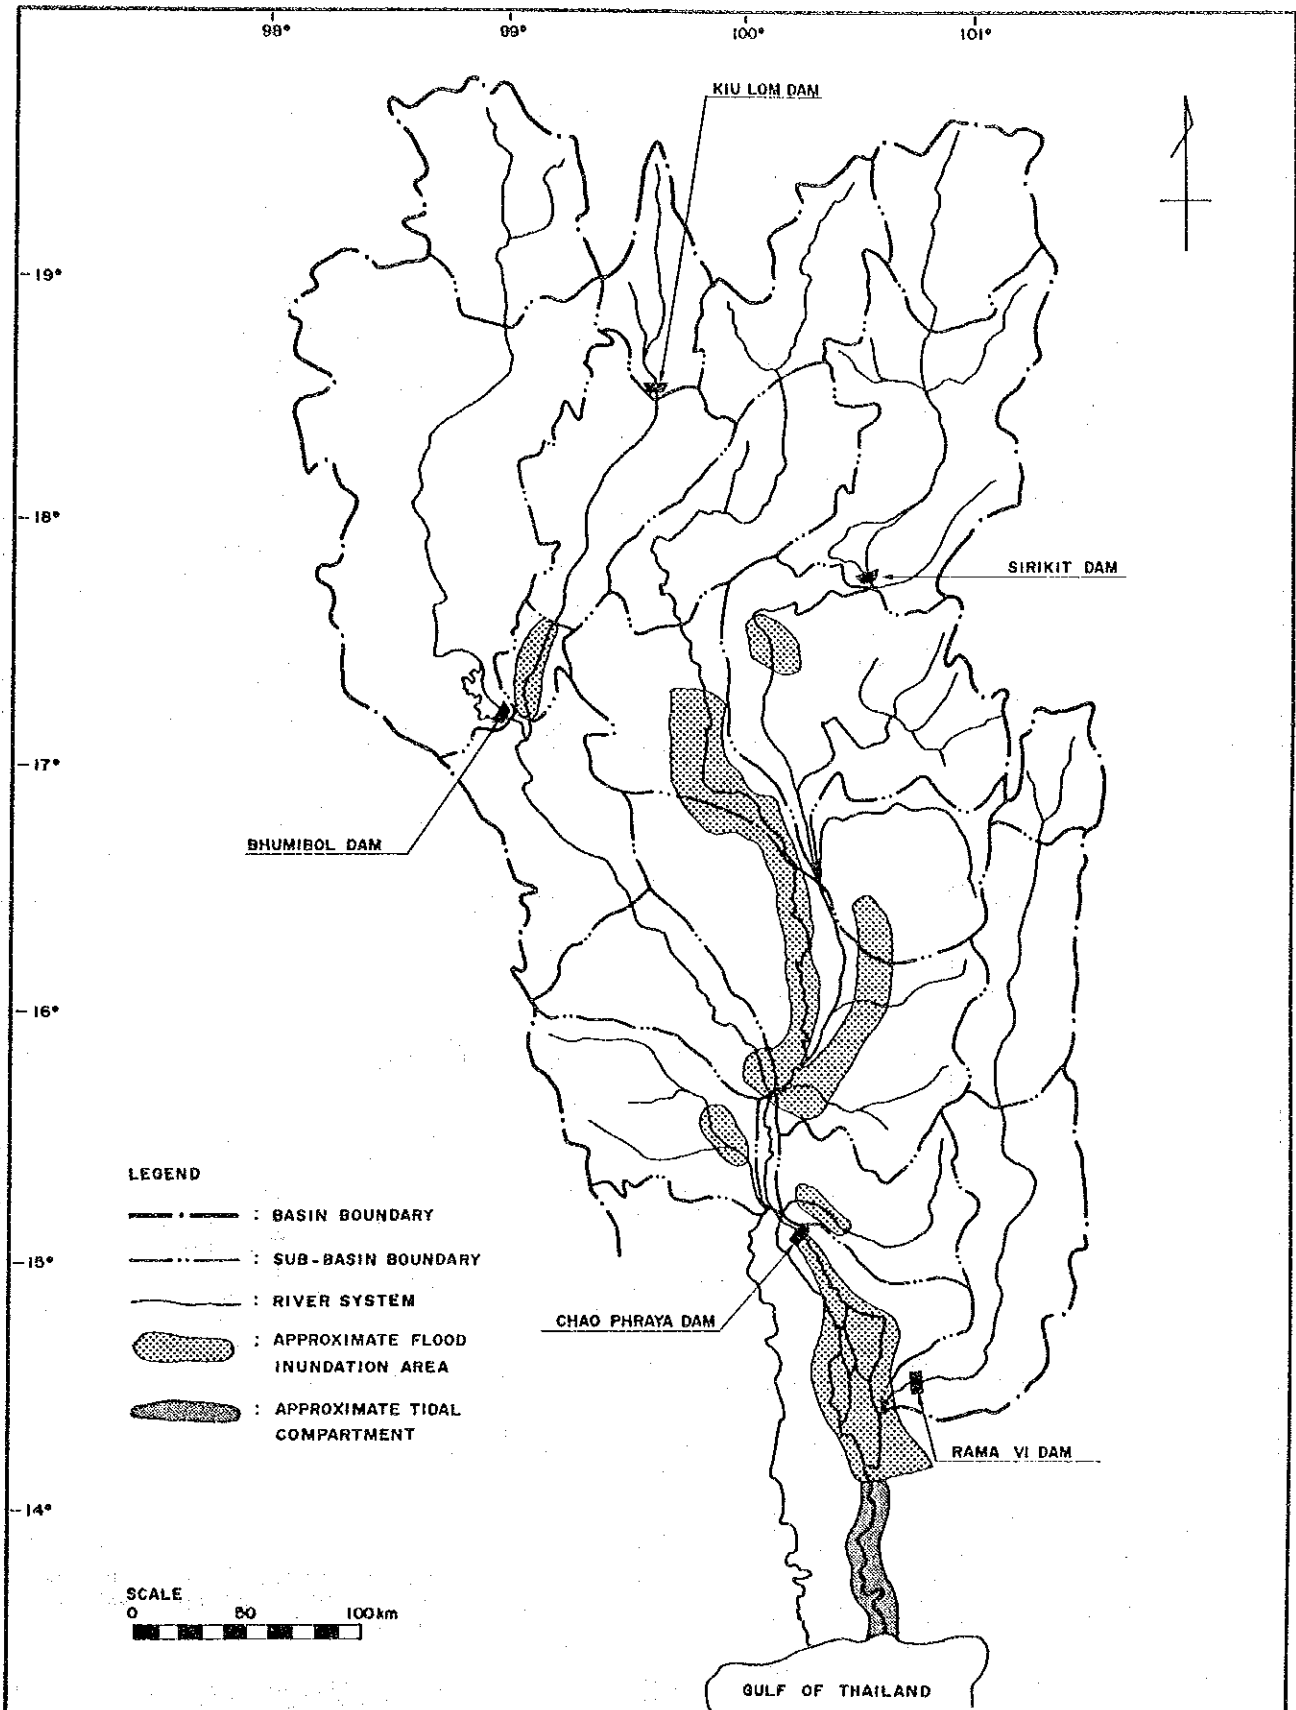 98°
99°
100°
101°
KIU LOM DAM
19°
18°
SIRIKIT DAM
17°
BHUMIBOL DAM
16°
LEGEND
: BASIN BOUNDARY
15°
: SUB-BASIN BOUNDARY
: RIVER SYSTEM
CHAO PHRAYA DAM
: APPROXIMATE FLOOD
INUNDATION AREA
: APPROXIMATE TIDAL
COMPARTMENT
RAMA VI DAM
14°
SCALE
0 50 100km
GULF OF THAILAND